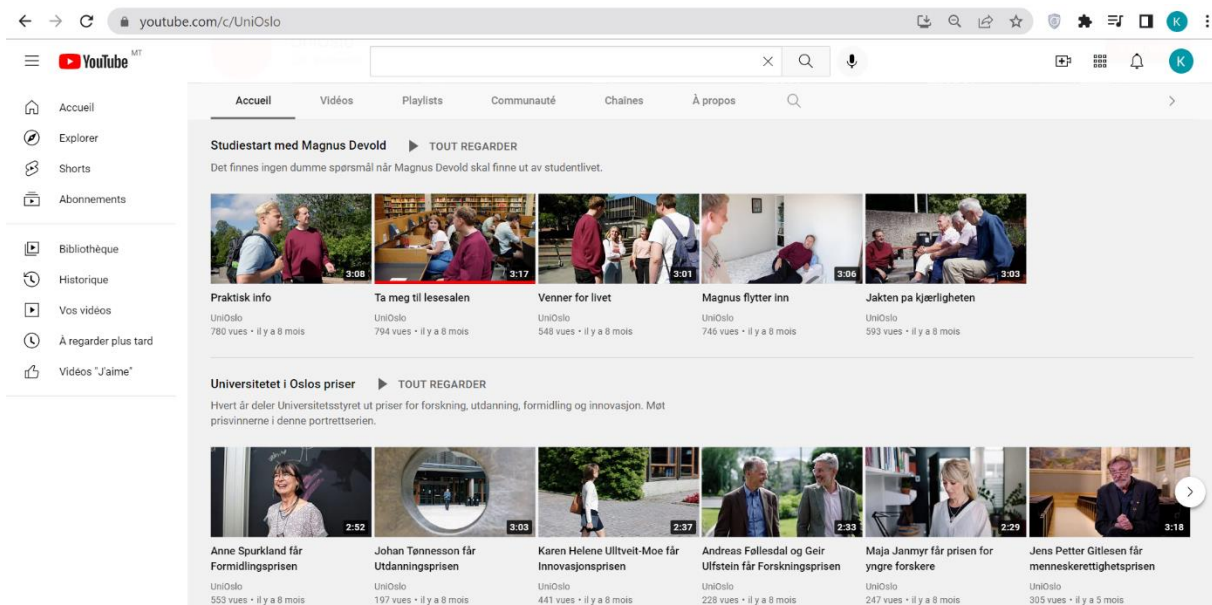 youtube.com/c/UniOslo
K
YouTube MT
K
Accueil
Explorer
Shorts
Abonnements
Bibliothèque
Historique
Vos vidéos
À regarder plus tard
Vidéos "J'aime"
Accueil Vidéos Playlists Communauté Chaînes À propos
Studiestart med Magnus Devold TOUT REGARDER
Det finnes ingen dumme spørsmål når Magnus Devold skal finne ut av studentlivet.
3:08 3:17 3:01 3:06 3:03
Praktisk info Ta meg til lesesalen Venner for livet Magnus flytter inn Jakten pa kjærligheten
UniOslo UniOslo UniOslo UniOslo UniOslo
780 vues • il y a 8 mois 794 vues • il y a 8 mois 548 vues • il y a 8 mois 746 vues • il y a 8 mois 593 vues • il y a 8 mois
Universitetet i Oslos priser TOUT REGARDER
Hvert år deler Universitetsstyret ut priser for forskning, utdanning, formidling og innovasjon. Møt
prisvinnerne i denne portrettserien.
2:52 3:03 2:37 2:33 2:29 3:18
Anne Spurkland får Johan Tønnesson får Karen Helene Ulltveit-Moe får Andreas Føllesdal og Geir Maja Janmyr får prisen for Jens Petter Gitlesen får
Formidlingsprisen Utdanningsprisen Innovasjonsprisen Ulfstein får Forskningsprisen yngre forskere menneskerettighetsprisen
UniOslo UniOslo UniOslo UniOslo UniOslo UniOslo
553 vues • il y a 8 mois 197 vues • il y a 8 mois 441 vues • il y a 8 mois 228 vues • il y a 8 mois 247 vues • il y a 8 mois 305 vues • il y a 5 mois